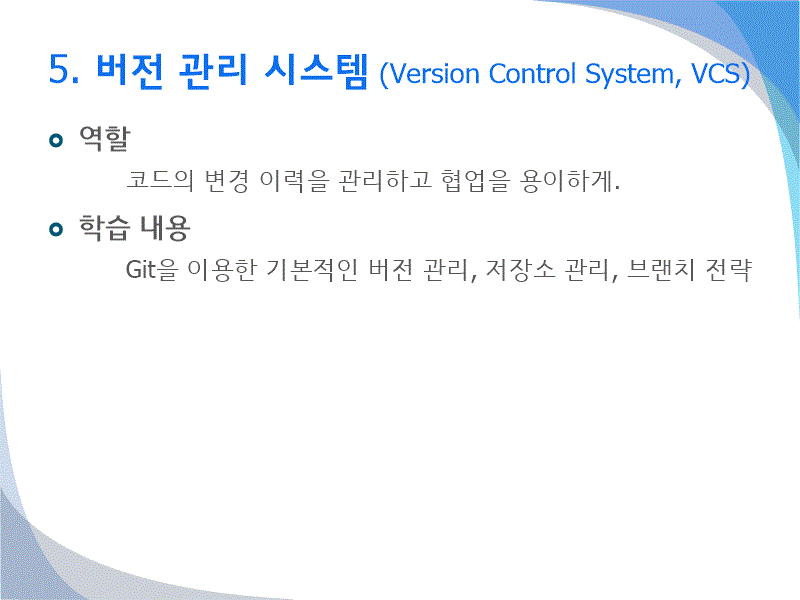 5. 버전 관리 시스템 (Version Control System, VCS)
역할
코드의 변경 이력을 관리하고 협업을 용이하게.
학습 내용
Git을 이용한 기본적인 버전 관리, 저장소 관리, 브랜치 전략